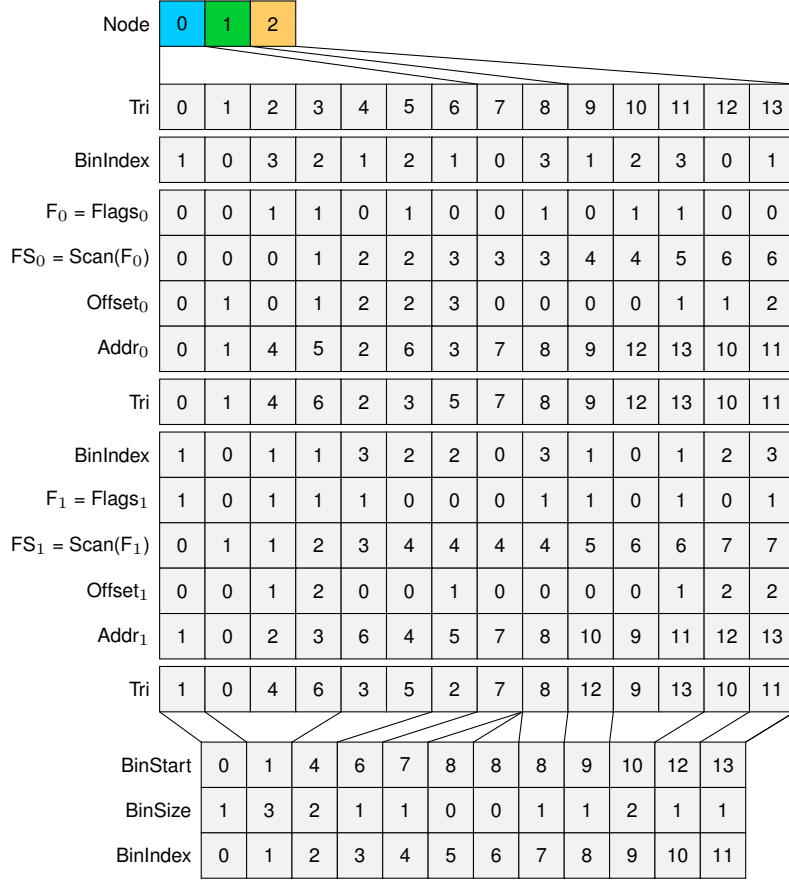 Node 0 1 2
Tri 0 1 2 3 4 5 6 7 8 9 10 11 12 13
BinIndex 1 0 3 2 1 2 1 0 3 1 2 3 0 1
F₀ = Flags₀ 0 0 1 1 0 1 0 0 1 0 1 1 0 0
FS₀ = Scan(F₀) 0 0 0 1 2 2 3 3 3 4 4 5 6 6
Offset₀ 0 1 0 1 2 2 3 0 0 0 0 1 1 2
Addr₀ 0 1 4 5 2 6 3 7 8 9 12 13 10 11
Tri 0 1 4 6 2 3 5 7 8 9 12 13 10 11
BinIndex 1 0 1 1 3 2 2 0 3 1 0 1 2 3
F₁ = Flags₁ 1 0 1 1 1 0 0 0 1 1 0 1 0 1
FS₁ = Scan(F₁) 0 1 1 2 3 4 4 4 4 5 6 6 7 7
Offset₁ 0 0 1 2 0 0 1 0 0 0 0 1 2 2
Addr₁ 1 0 2 3 6 4 5 7 8 10 9 11 12 13
Tri 1 0 4 6 3 5 2 7 8 12 9 13 10 11
BinStart 0 1 4 6 7 8 8 8 9 10 12 13
BinSize 1 3 2 1 1 0 0 1 1 2 1 1
BinIndex 0 1 2 3 4 5 6 7 8 9 10 11